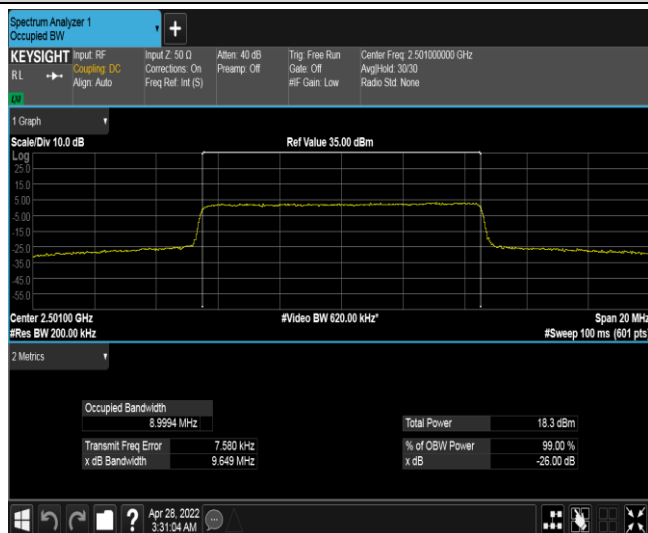 Spectrum Analyzer 1
Occupied BW
+
KEYSIGHT
RL
LXI
Input: RF
Coupling: DC
Align: Auto
Input Z: 50 Ω
Corrections: On
Freq Ref: Int (S)
Atten: 40 dB
Preamp: Off
Trig: Free Run
Gate: Off
#IF Gain: Low
Center Freq: 2.501000000 GHz
Avg|Hold: 30/30
Radio Std: None
1 Graph
Scale/Div 10.0 dB
Ref Value 35.00 dBm
Log
25.0
15.0
5.00
-5.00
-15.0
-25.0
-35.0
-45.0
-55.0
Center 2.50100 GHz
#Video BW 620.00 kHz*
Span 20 MHz
#Res BW 200.00 kHz
#Sweep 100 ms (601 pts)
2 Metrics
Occupied Bandwidth
8.9994 MHz
Total Power 18.3 dBm
Transmit Freq Error 7.580 kHz
% of OBW Power 99.00 %
x dB Bandwidth 9.649 MHz
x dB -26.00 dB
?
Apr 28, 2022
3:31:04 AM